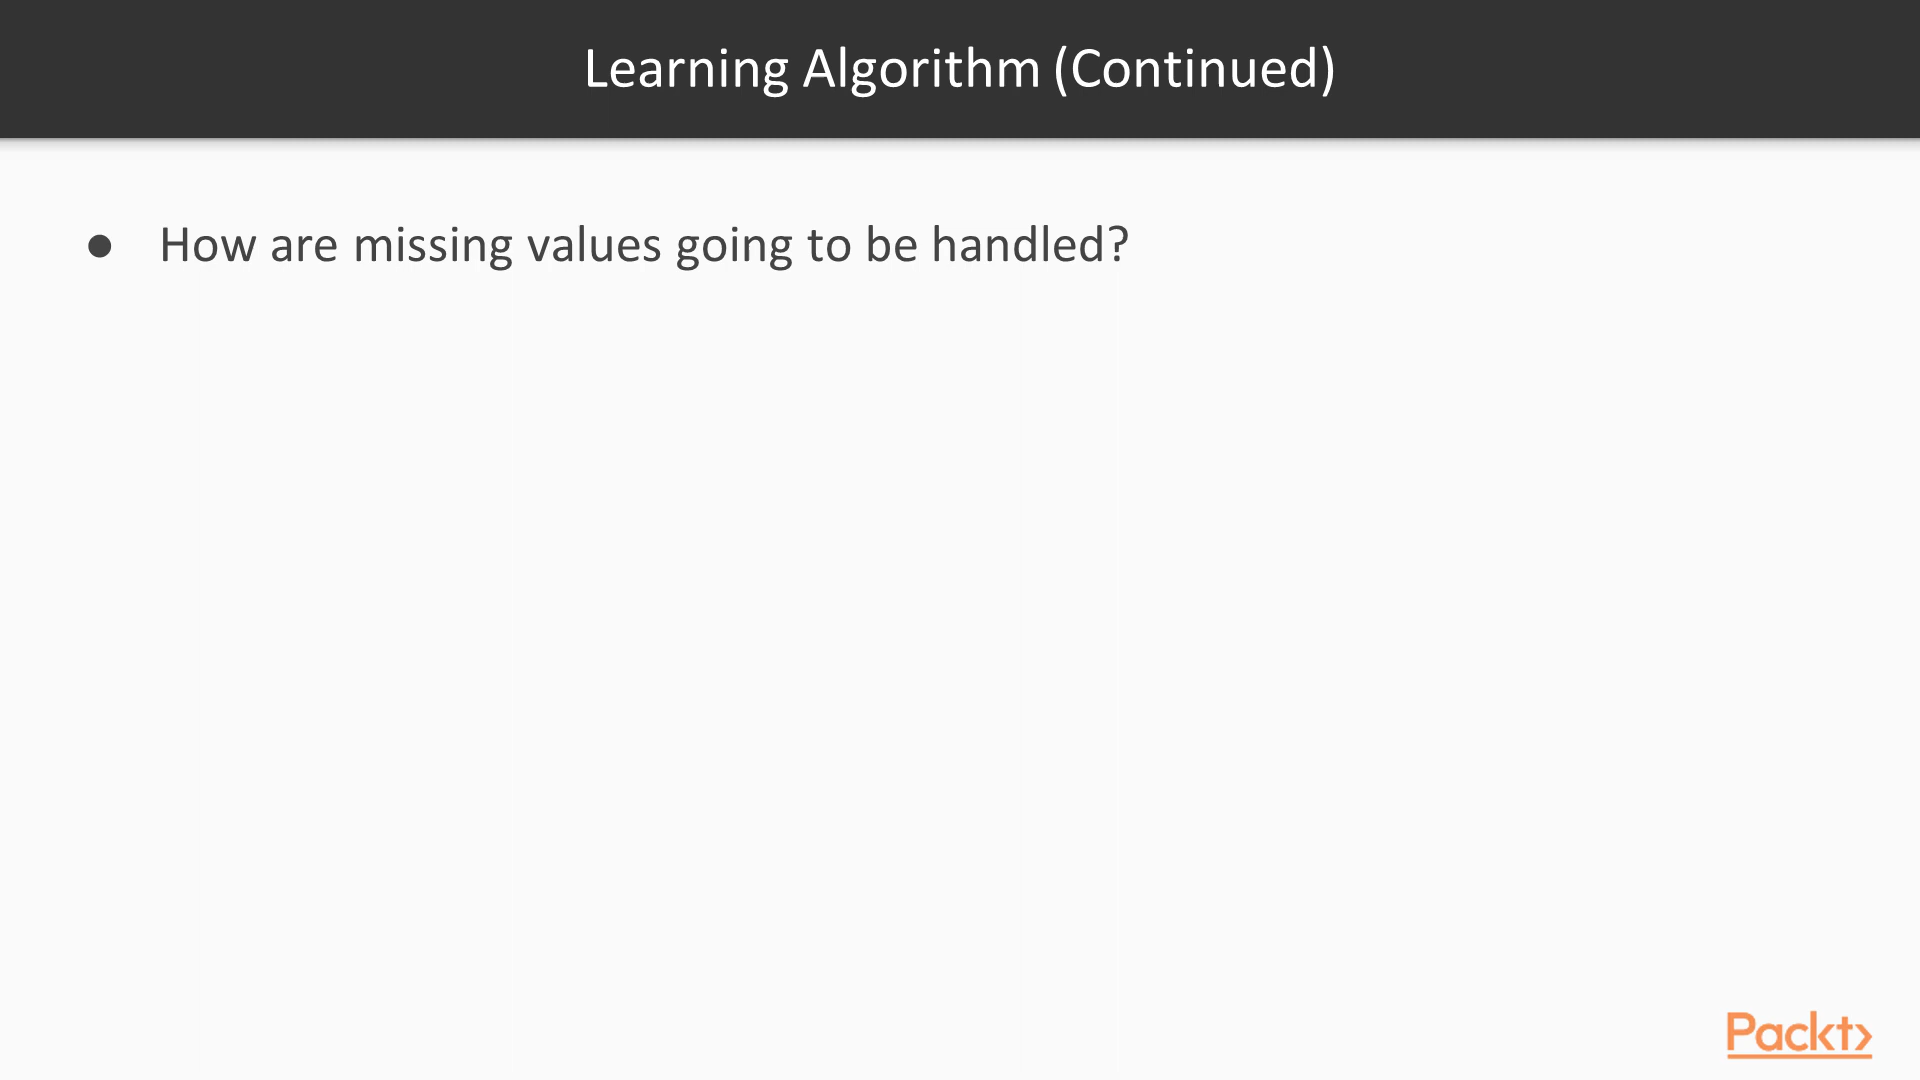 Learning Algorithm (Continued)
● How are missing values going to be handled?
Packt>